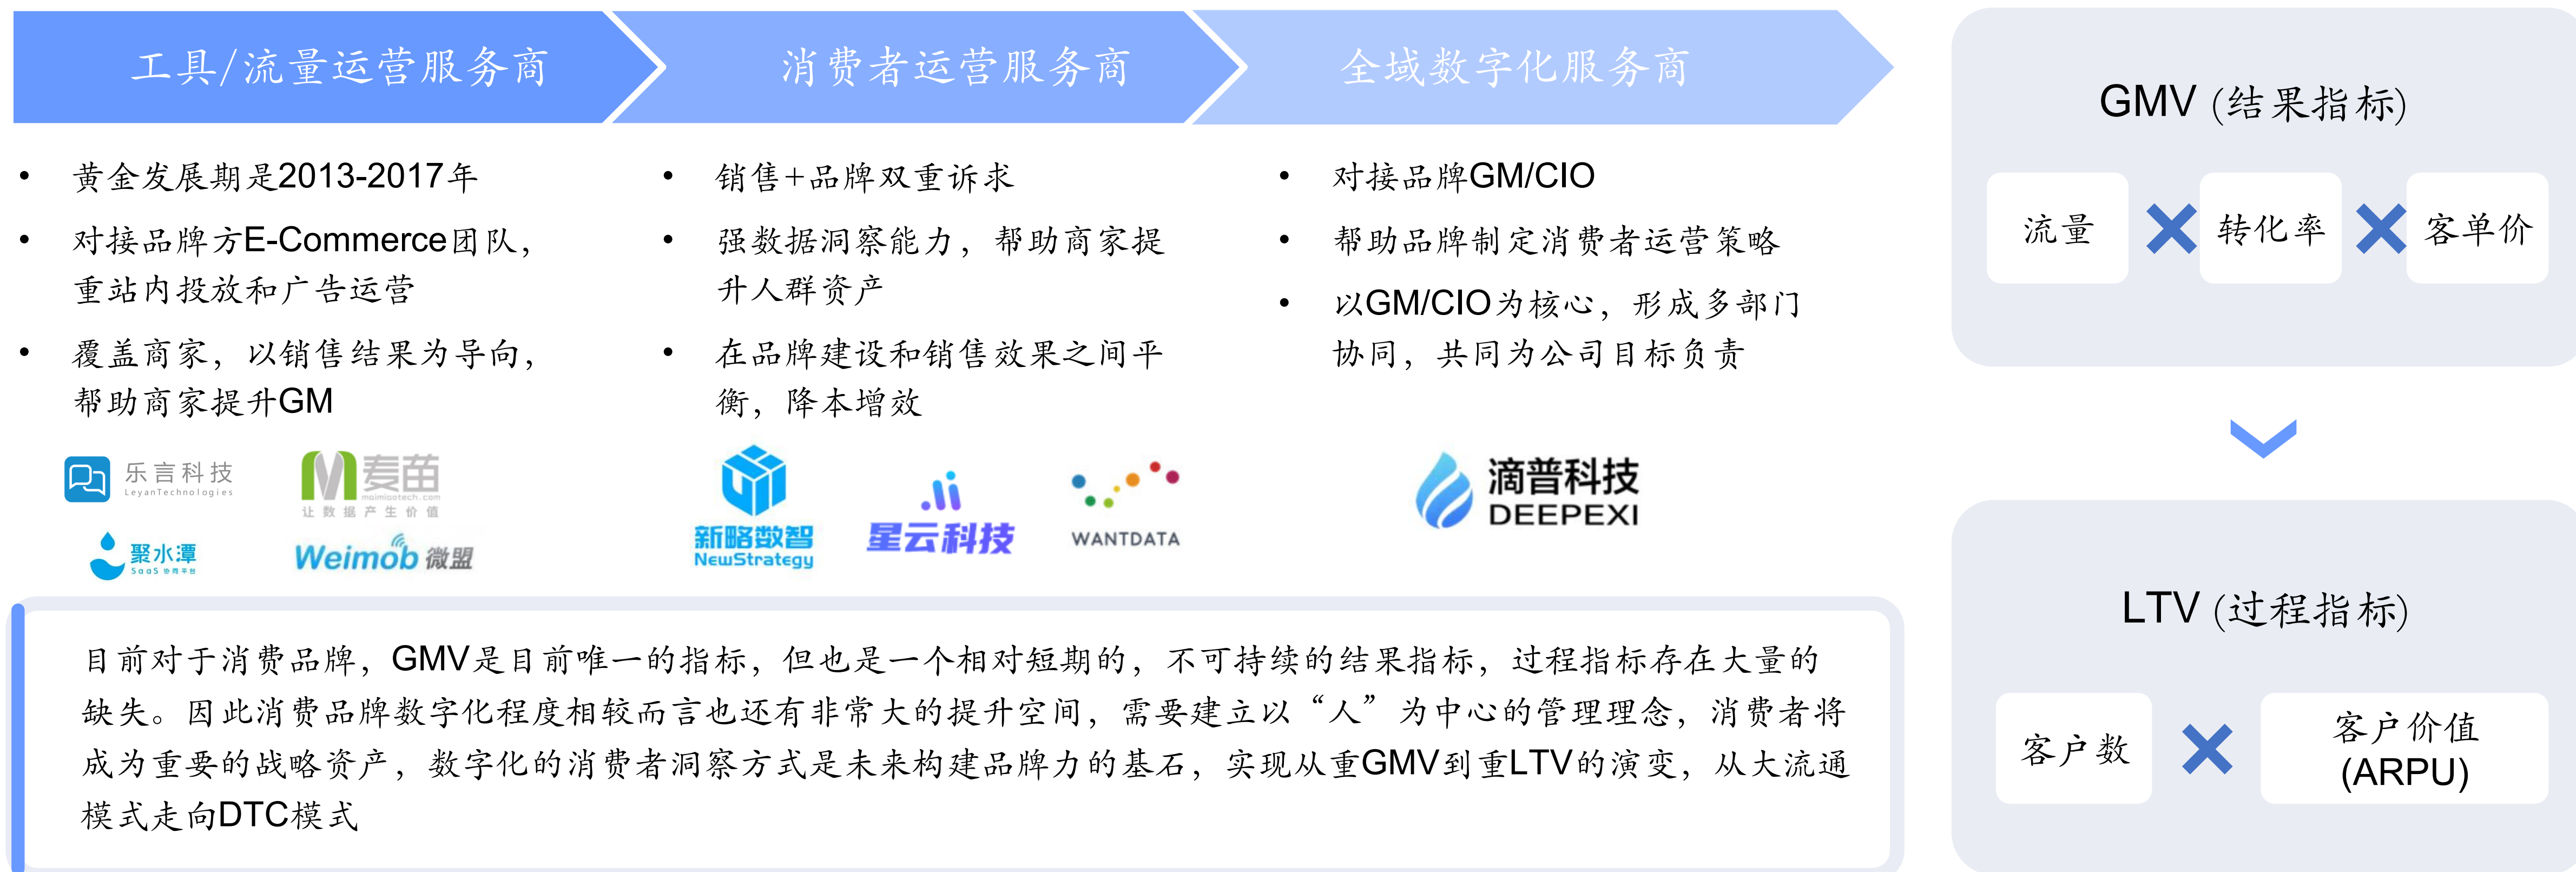 工具/流量运营服务商
消费者运营服务商
全域数字化服务商
• 黄金发展期是2013-2017年
• 对接品牌方E-Commerce团队，
重站内投放和广告运营
• 覆盖商家，以销售结果为导向，
帮助商家提升GM
• 销售+品牌双重诉求
• 强数据洞察能力，帮助商家提
升人群资产
• 在品牌建设和销售效果之间平
衡，降本增效
• 对接品牌GM/CIO
• 帮助品牌制定消费者运营策略
• 以GM/CIO为核心，形成多部门
协同，共同为公司目标负责
乐言科技
LeyanTechnologies
麦苗
maimiaotech.com
让数据产生价值
聚水潭
SaaS 协同平台
Weimob 微盟
新略数智
NewStrategy
星云科技
WANTDATA
滴普科技
DEEPEXI
目前对于消费品牌，GMV是目前唯一的指标，但也是一个相对短期的，不可持续的结果指标，过程指标存在大量的
缺失。因此消费品牌数字化程度相较而言也还有非常大的提升空间，需要建立以“人”为中心的管理理念，消费者将
成为重要的战略资产，数字化的消费者洞察方式是未来构建品牌力的基石，实现从重GMV到重LTV的演变，从大流通
模式走向DTC模式
GMV (结果指标)
流量
转化率
客单价
LTV (过程指标)
客户数
客户价值
(ARPU)